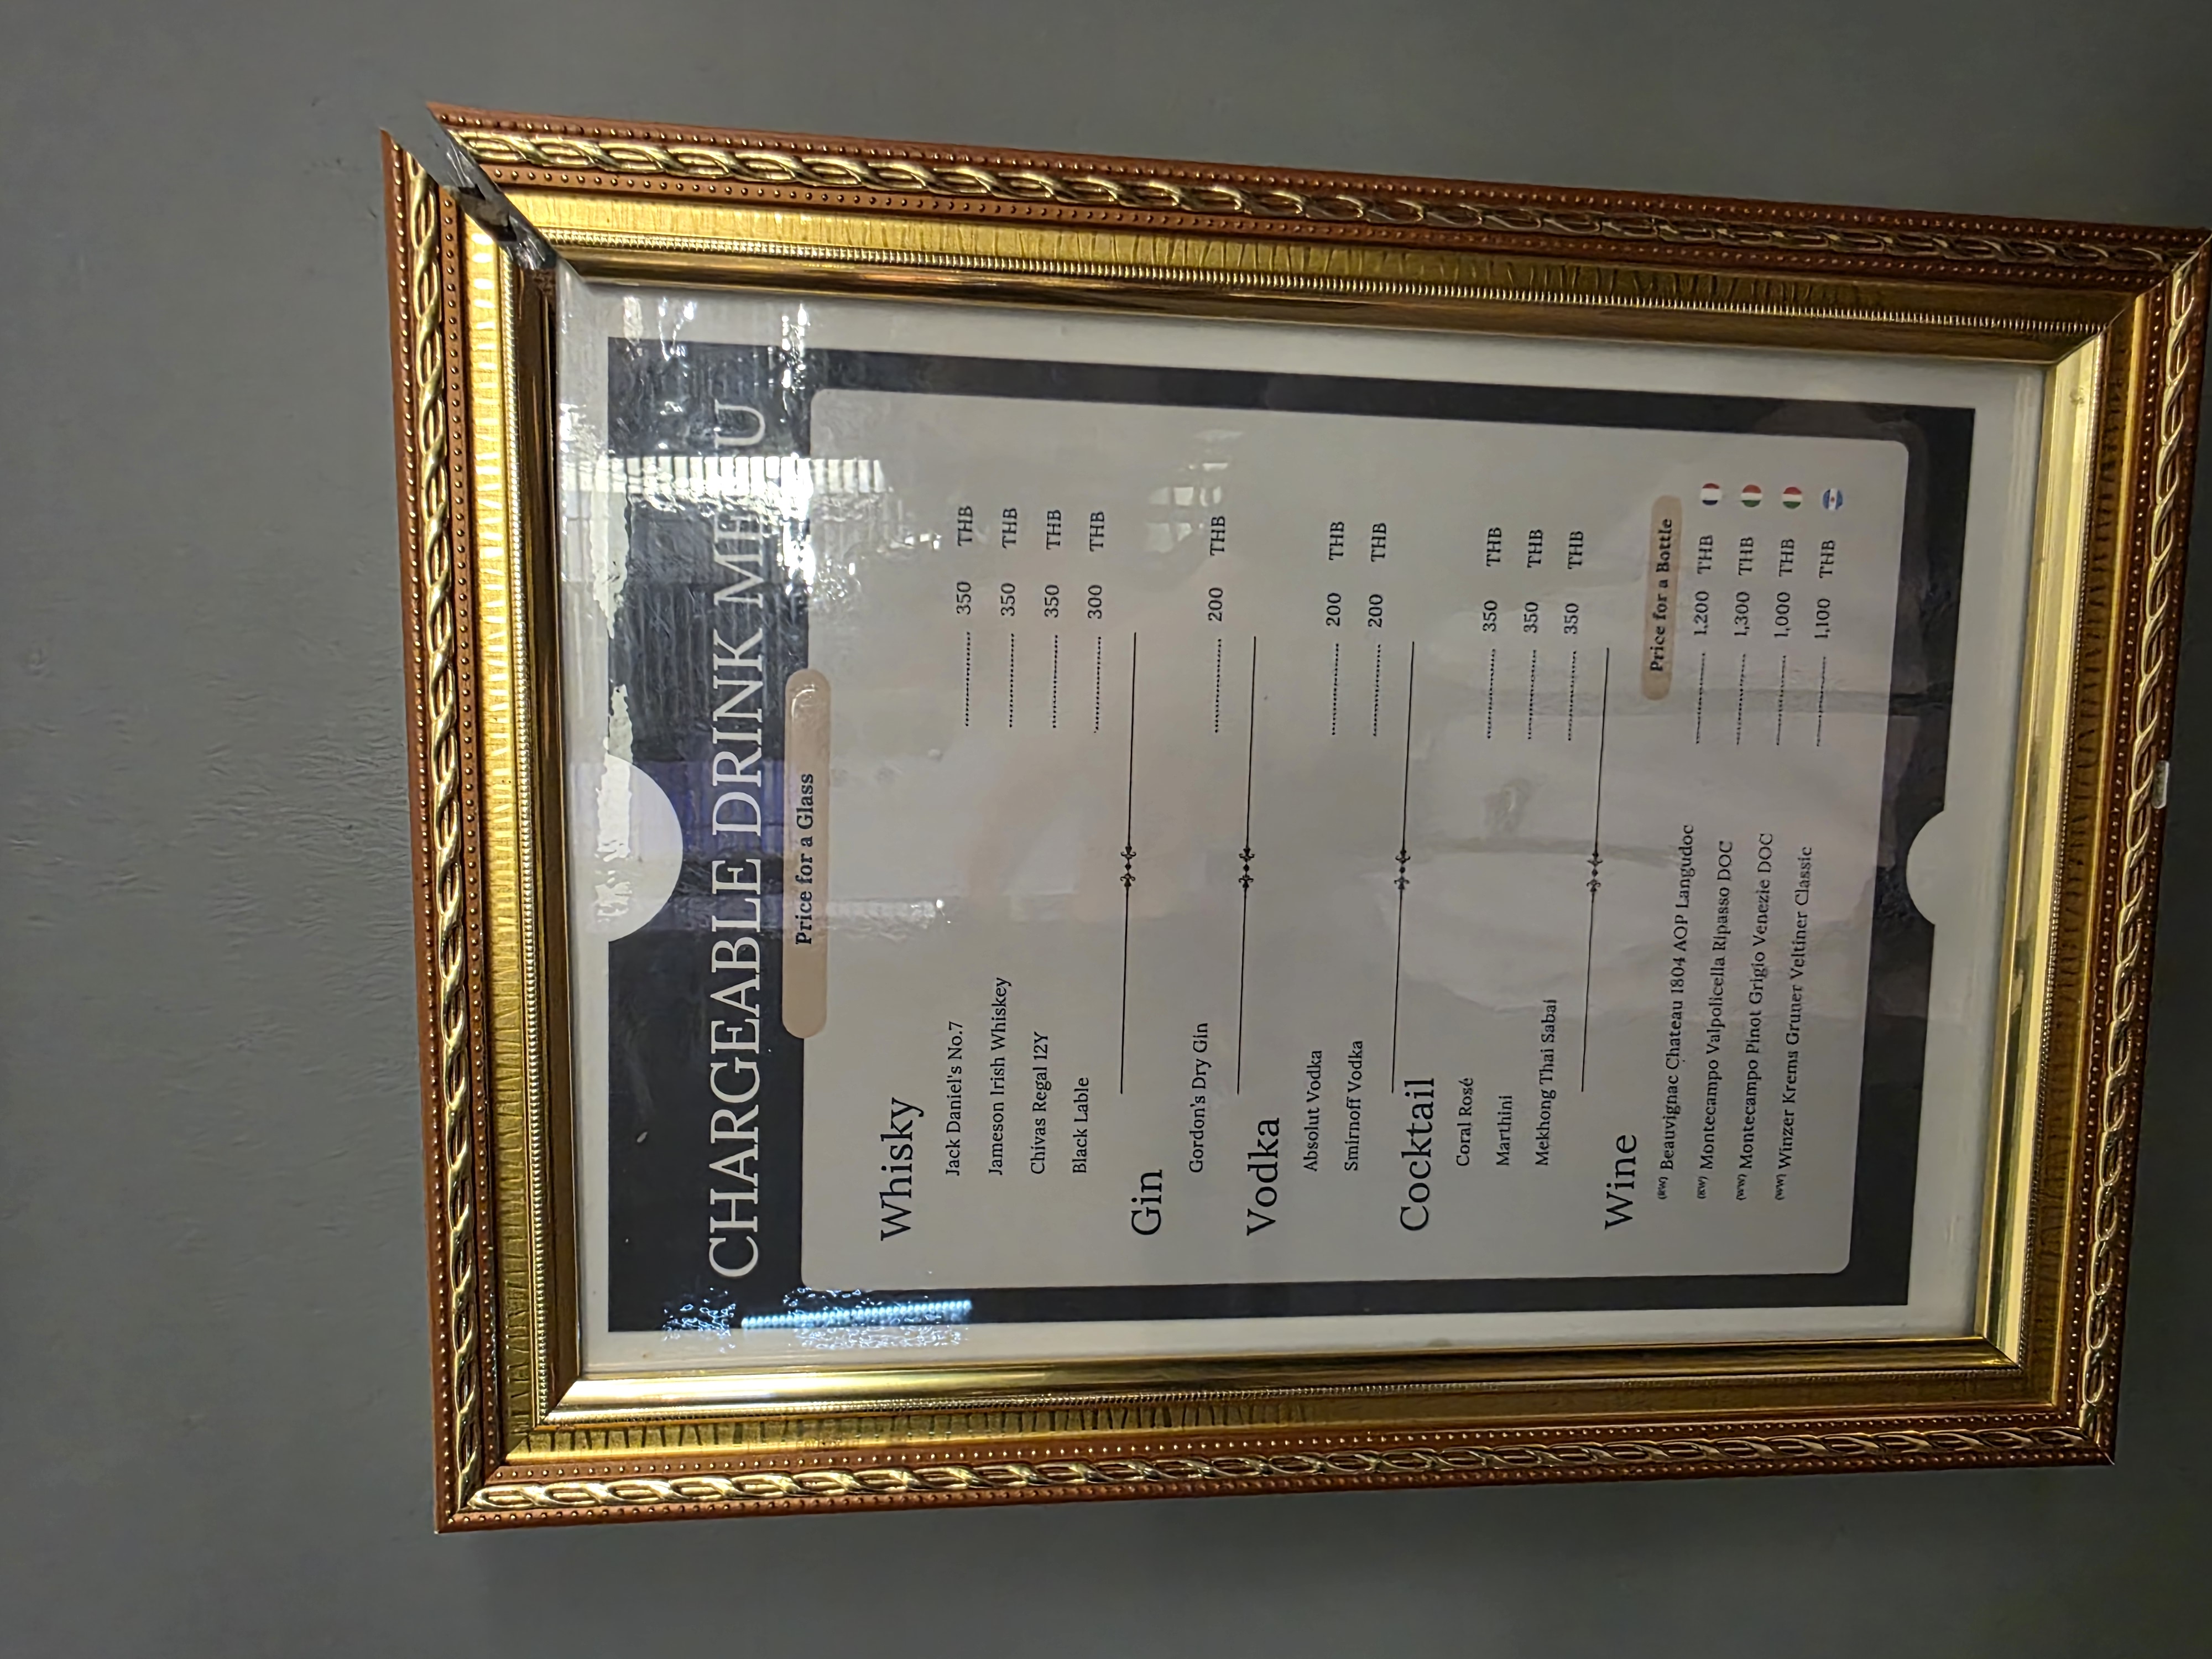 CHARGEABLE DRINK MENU
Price for a Glass
Whisky
Jack Daniel's No.7 ................ 350 THB
Jameson Irish Whiskey ................ 350 THB
Chivas Regal 12Y ................ 350 THB
Black Lable ................ 300 THB
Gin
Gordon's Dry Gin ................ 200 THB
Vodka
Absolut Vodka ................ 200 THB
Smirnoff Vodka ................ 200 THB
Cocktail
Coral Rosé ................ 350 THB
Marthini ................ 350 THB
Mekhong Thai Sabai ................ 350 THB
Wine
Price for a Bottle
(RW) Beauvignac Chateau 1804 AOP Langudoc ................ 1,200 THB
(RW) Montecampo Valpolicella Ripasso DOC ................ 1,300 THB
(WW) Montecampo Pinot Grigio Venezie DOC ................ 1,000 THB
(WW) Winzer Krems Gruner Veltiner Classic ................ 1,100 THB